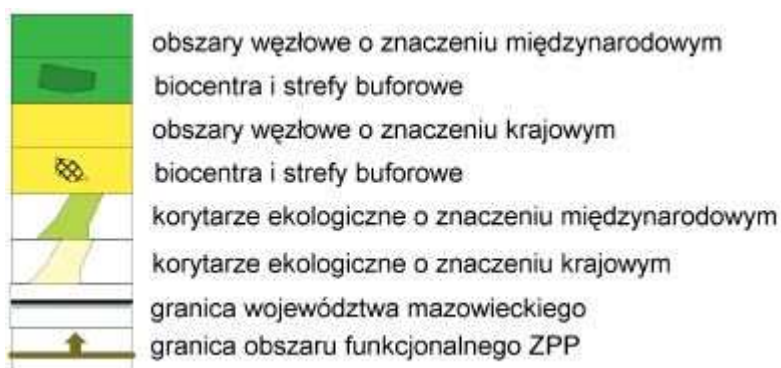 obszary węzłowe o znaczeniu międzynarodowym
biocentra i strefy buforowe
obszary węzłowe o znaczeniu krajowym
biocentra i strefy buforowe
korytarze ekologiczne o znaczeniu międzynarodowym
korytarze ekologiczne o znaczeniu krajowym
granica województwa mazowieckiego
granica obszaru funkcjonalnego ZPP